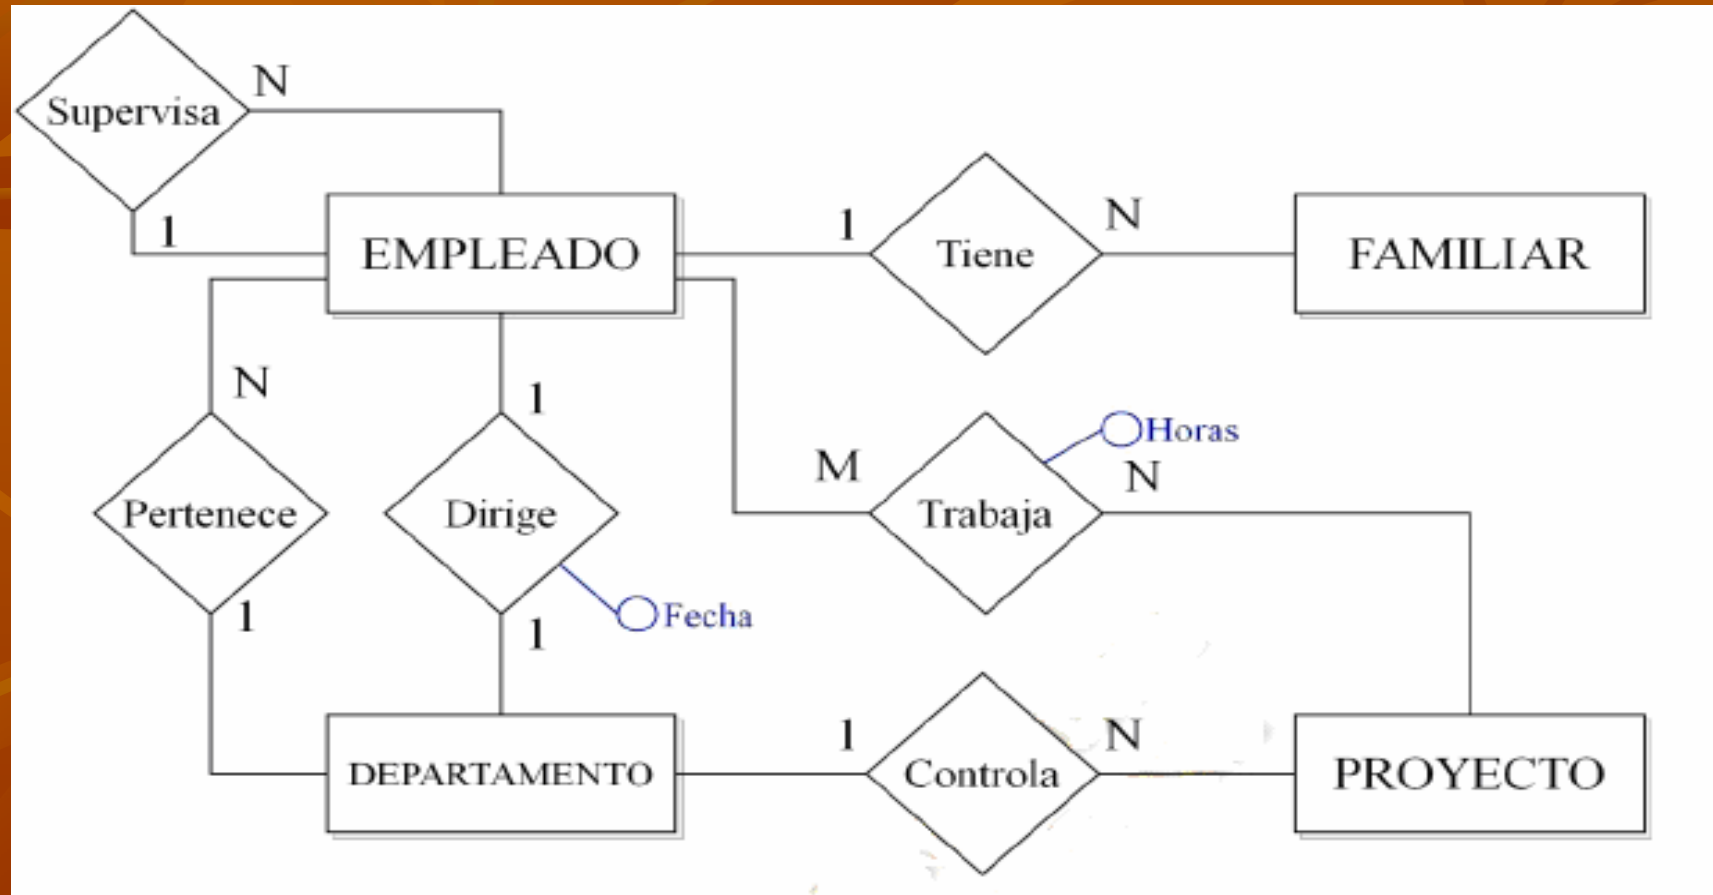 N
Supervisa
1
EMPLEADO
1
Tiene
N
FAMILIAR
N
1
Horas
M
N
Pertenece
Dirige
Trabaja
1
1
Fecha
1
N
DEPARTAMENTO
Controla
PROYECTO